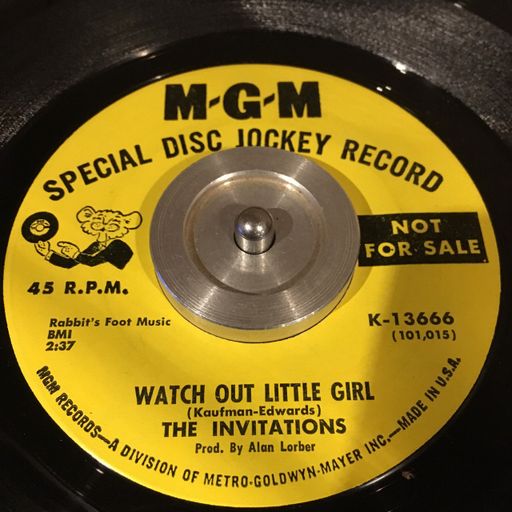 M-G-M
SPECIAL DISC JOCKEY RECORD
NOT
FOR SALE
45 R.P.M.
Rabbit's Foot Music
BMI
2:37
K-13666
(101,015)
WATCH OUT LITTLE GIRL
(Kaufman-Edwards)
THE INVITATIONS
Prod. By Alan Lorber
MGM RECORDS—A DIVISION OF METRO-GOLDWYN-MAYER INC.—MADE IN U.S.A.